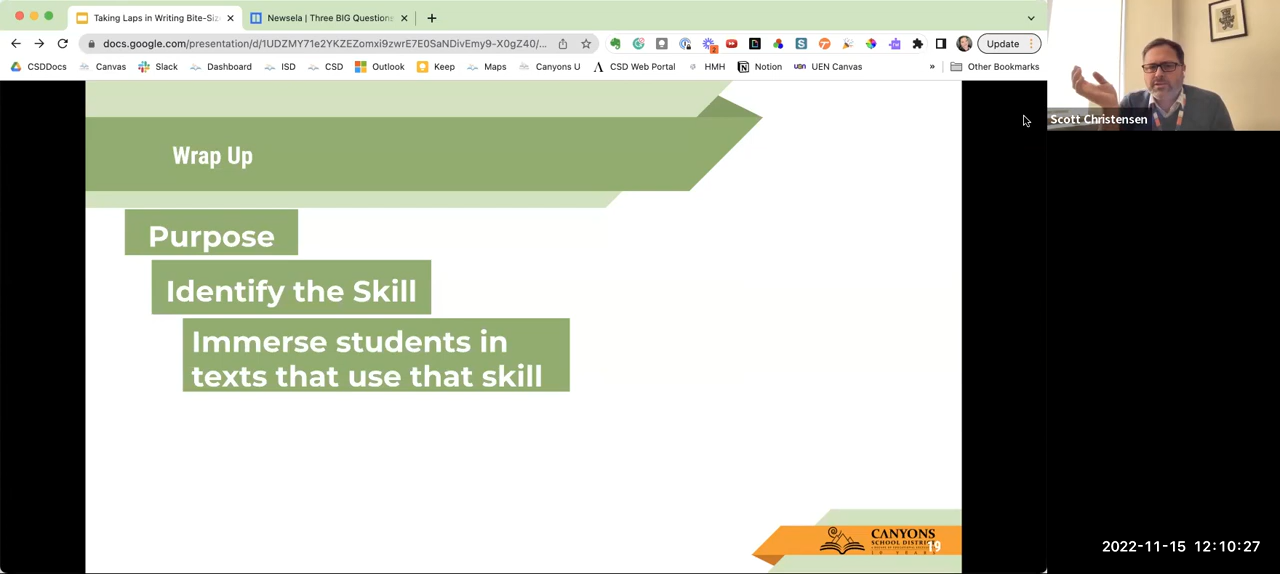 Taking Laps in Writing Bite-Siz
Newsela | Three BIG Question
docs.google.com/presentation/d/1UDZMY71e2YKZEZomxi9zwrE7E0SaNDivEmy9-X0gZ40/...
Update
CSDDocs
Canvas
Slack
Dashboard
ISD
CSD
Outlook
Keep
Maps
Canyons U
CSD Web Portal
HMH
Notion
UEN Canvas
Other Bookmarks
Scott Christensen
Wrap Up
Purpose
Identify the Skill
Immerse students in
texts that use that skill
CANYONS
SCHOOL DISTRICT
19
2022-11-15 12:10:27